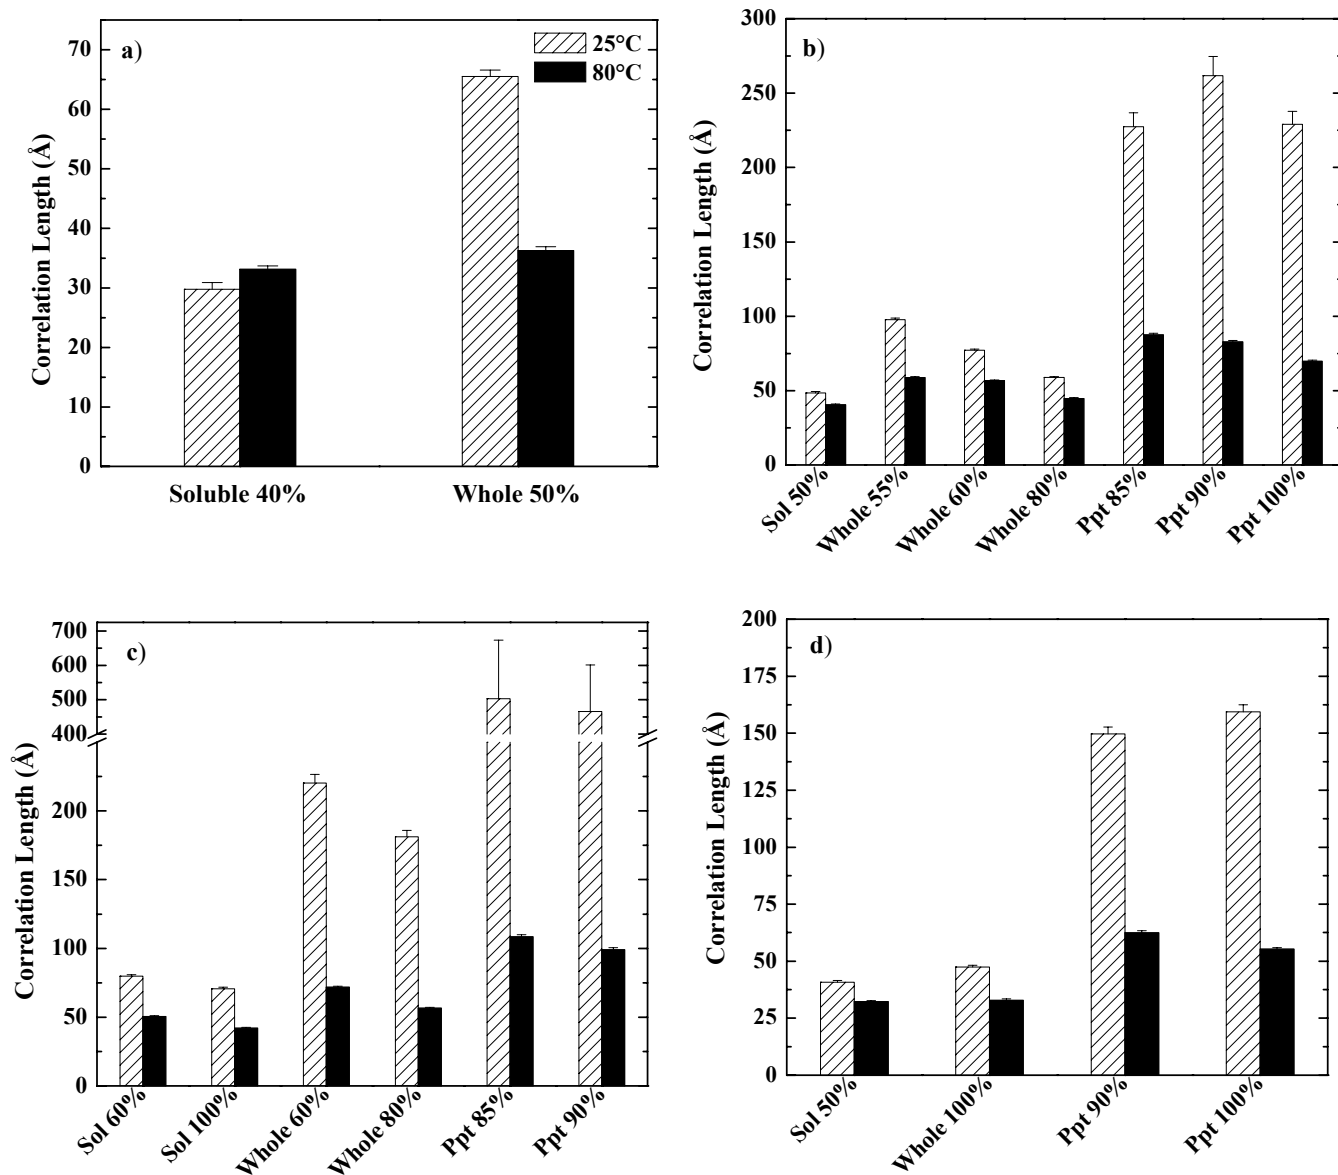 a)
25°C
80°C
Correlation Length (Å)
70
60
50
40
30
20
10
0
Soluble 40%
Whole 50%
b)
Correlation Length (Å)
300
250
200
150
100
50
0
Sol 50%
Whole 55%
Whole 60%
Whole 80%
Ppt 85%
Ppt 90%
Ppt 100%
c)
Correlation Length (Å)
700
600
500
400
200
150
100
50
0
Sol 60%
Sol 100%
Whole 60%
Whole 80%
Ppt 85%
Ppt 90%
d)
Correlation Length (Å)
200
175
150
125
100
75
50
25
0
Sol 50%
Whole 100%
Ppt 90%
Ppt 100%